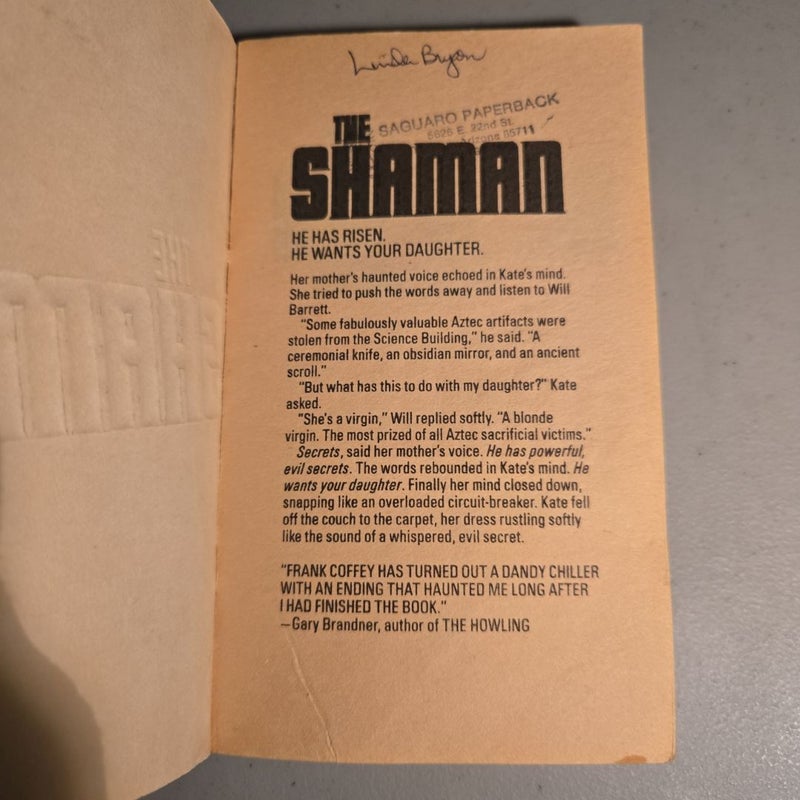 Linda Bryon
THE
SAGUARO PAPERBACK
5626 E. 22nd St.
Arizona 85711
SHAMAN
HE HAS RISEN.
HE WANTS YOUR DAUGHTER.
Her mother's haunted voice echoed in Kate's mind.
She tried to push the words away and listen to Will
Barrett.
"Some fabulously valuable Aztec artifacts were
stolen from the Science Building," he said. "A
ceremonial knife, an obsidian mirror, and an ancient
scroll."
"But what has this to do with my daughter?" Kate
asked.
"She's a virgin," Will replied softly. "A blonde
virgin. The most prized of all Aztec sacrificial victims."
Secrets, said her mother's voice. He has powerful,
evil secrets. The words rebounded in Kate's mind. He
wants your daughter. Finally her mind closed down,
snapping like an overloaded circuit-breaker. Kate fell
off the couch to the carpet, her dress rustling softly
like the sound of a whispered, evil secret.
"FRANK COFFEY HAS TURNED OUT A DANDY CHILLER
WITH AN ENDING THAT HAUNTED ME LONG AFTER
I HAD FINISHED THE BOOK."
—Gary Brandner, author of THE HOWLING